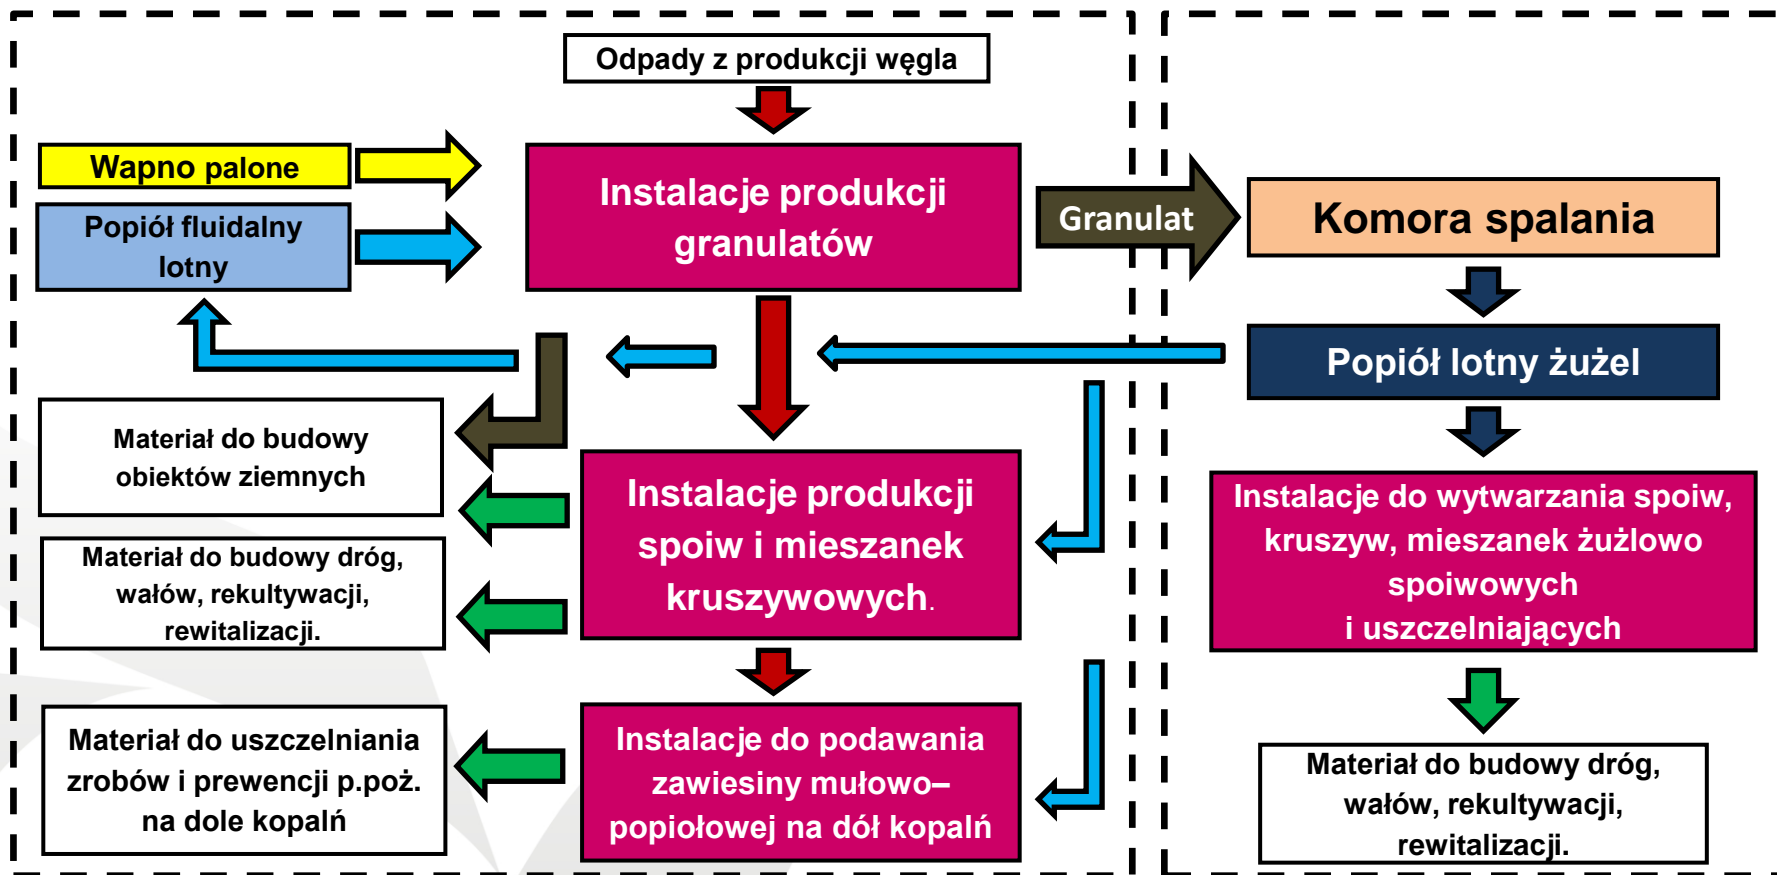 Odpady z produkcji węgla
Wapno palone
Popiół fluidalny
lotny
Instalacje produkcji
granulatów
Granulat
Komora spalania
Popiół lotny żużel
Materiał do budowy
obiektów ziemnych
Materiał do budowy dróg,
wałów, rekultywacji,
rewitalizacji.
Materiał do uszczelniania
zrobów i prewencji p.poż.
na dole kopalń
Instalacje produkcji
spoiw i mieszanek
kruszywowych.
Instalacje do podawania
zawiesiny mułowo–
popiołowej na dół kopalń
Instalacje do wytwarzania spoiw,
kruszyw, mieszanek żużlowo
spoiwowych
i uszczelniających
Materiał do budowy dróg,
wałów, rekultywacji,
rewitalizacji.